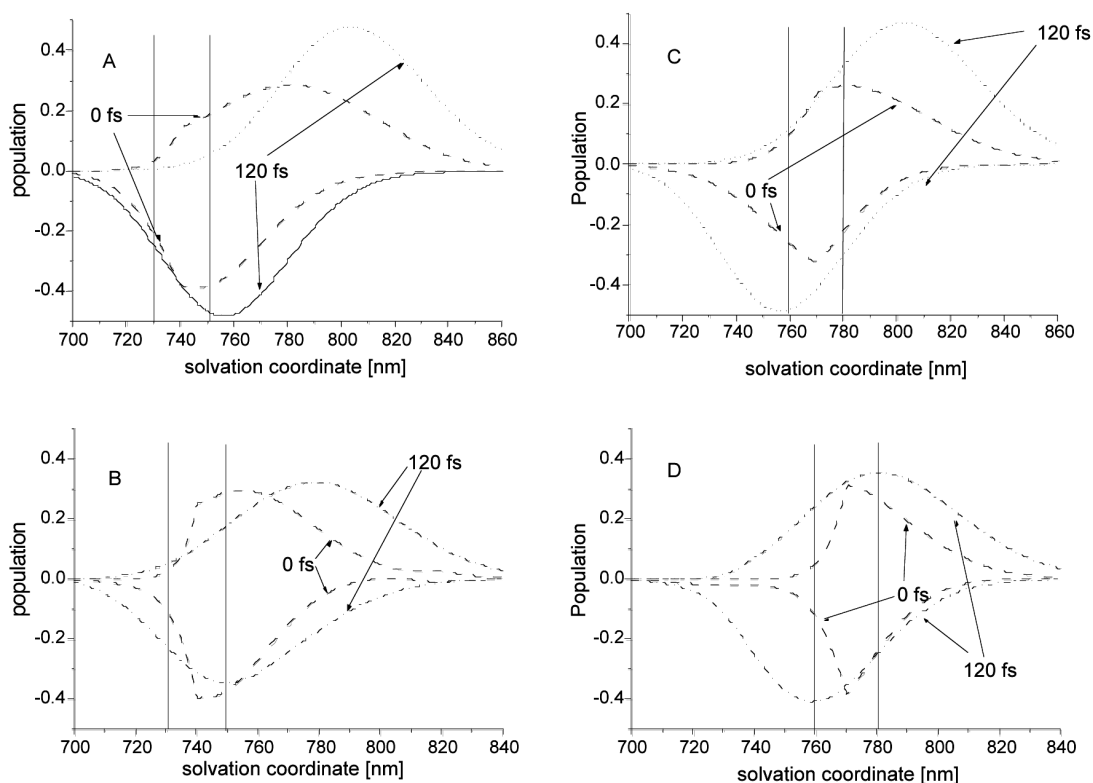 A
0.4
0.2
0.0
-0.2
-0.4
population
0 fs
120 fs
700 720 740 760 780 800 820 840 860
solvation coordinate [nm]
C
0.4
0.2
0.0
-0.2
-0.4
Population
120 fs
0 fs
700 720 740 760 780 800 820 840 860
solvation coordinate [nm]
B
0.4
0.2
0.0
-0.2
-0.4
population
120 fs
0 fs
700 720 740 760 780 800 820 840
solvation coordinate [nm]
D
0.4
0.2
0.0
-0.2
-0.4
Population
0 fs
120 fs
700 720 740 760 780 800 820 840
solvation coordinate [nm]